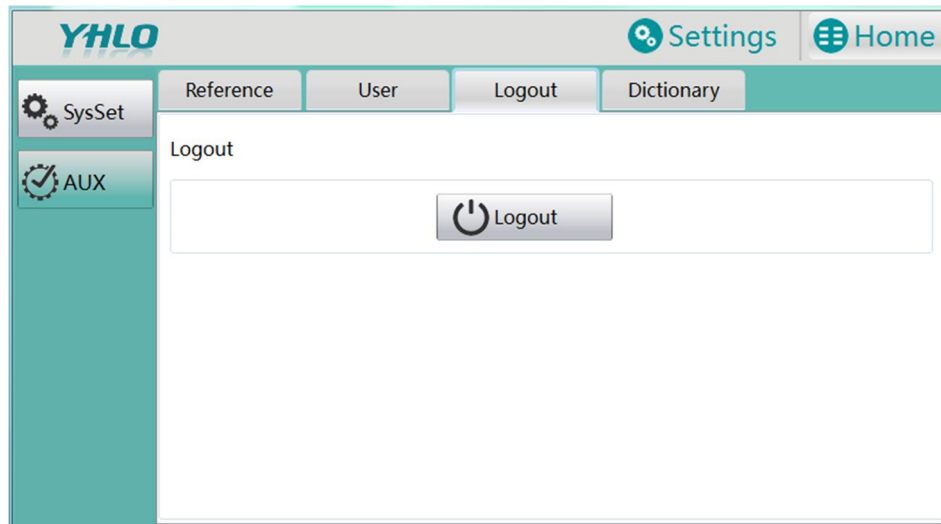 YHLO
Settings
Home
SysSet
AUX
Reference
User
Logout
Dictionary
Logout
Logout